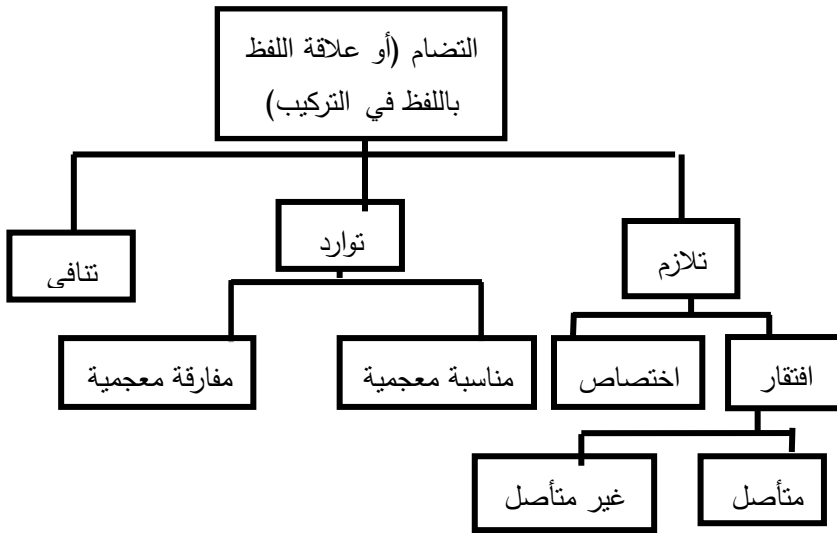 التضام (أو علاقة اللفظ
باللفظ في التركيب)
تلازم
توارد
تنافى
افتقار
اختصاص
مناسبة معجمية
مفارقة معجمية
متأصل
غير متأصل